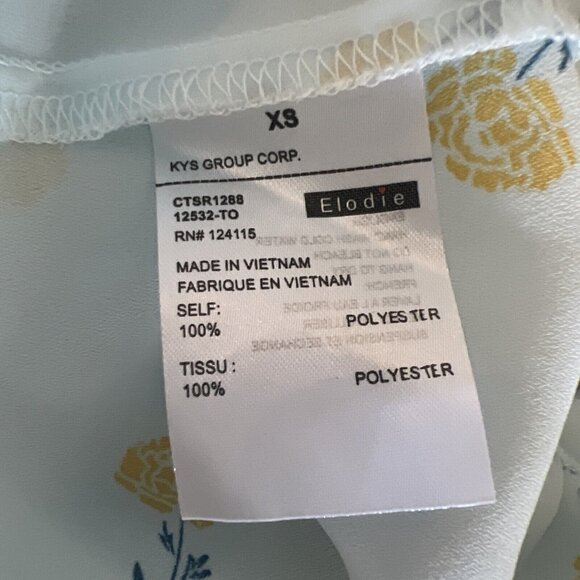 XS
KYS GROUP CORP.
CTSR1288
12532-TO
Elodie
RN# 124115
MADE IN VIETNAM
FABRIQUE EN VIETNAM
SELF:
100% POLYESTER
TISSU :
100% POLYESTER